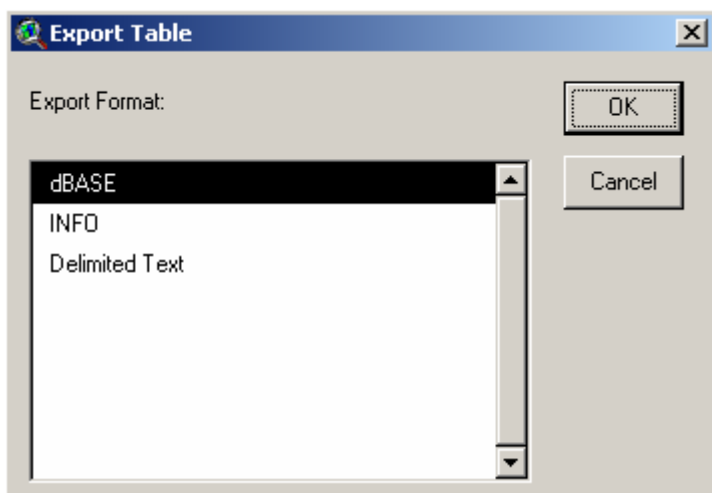 Export Table
Export Format:
OK
dBASE
Cancel
INFO
Delimited Text